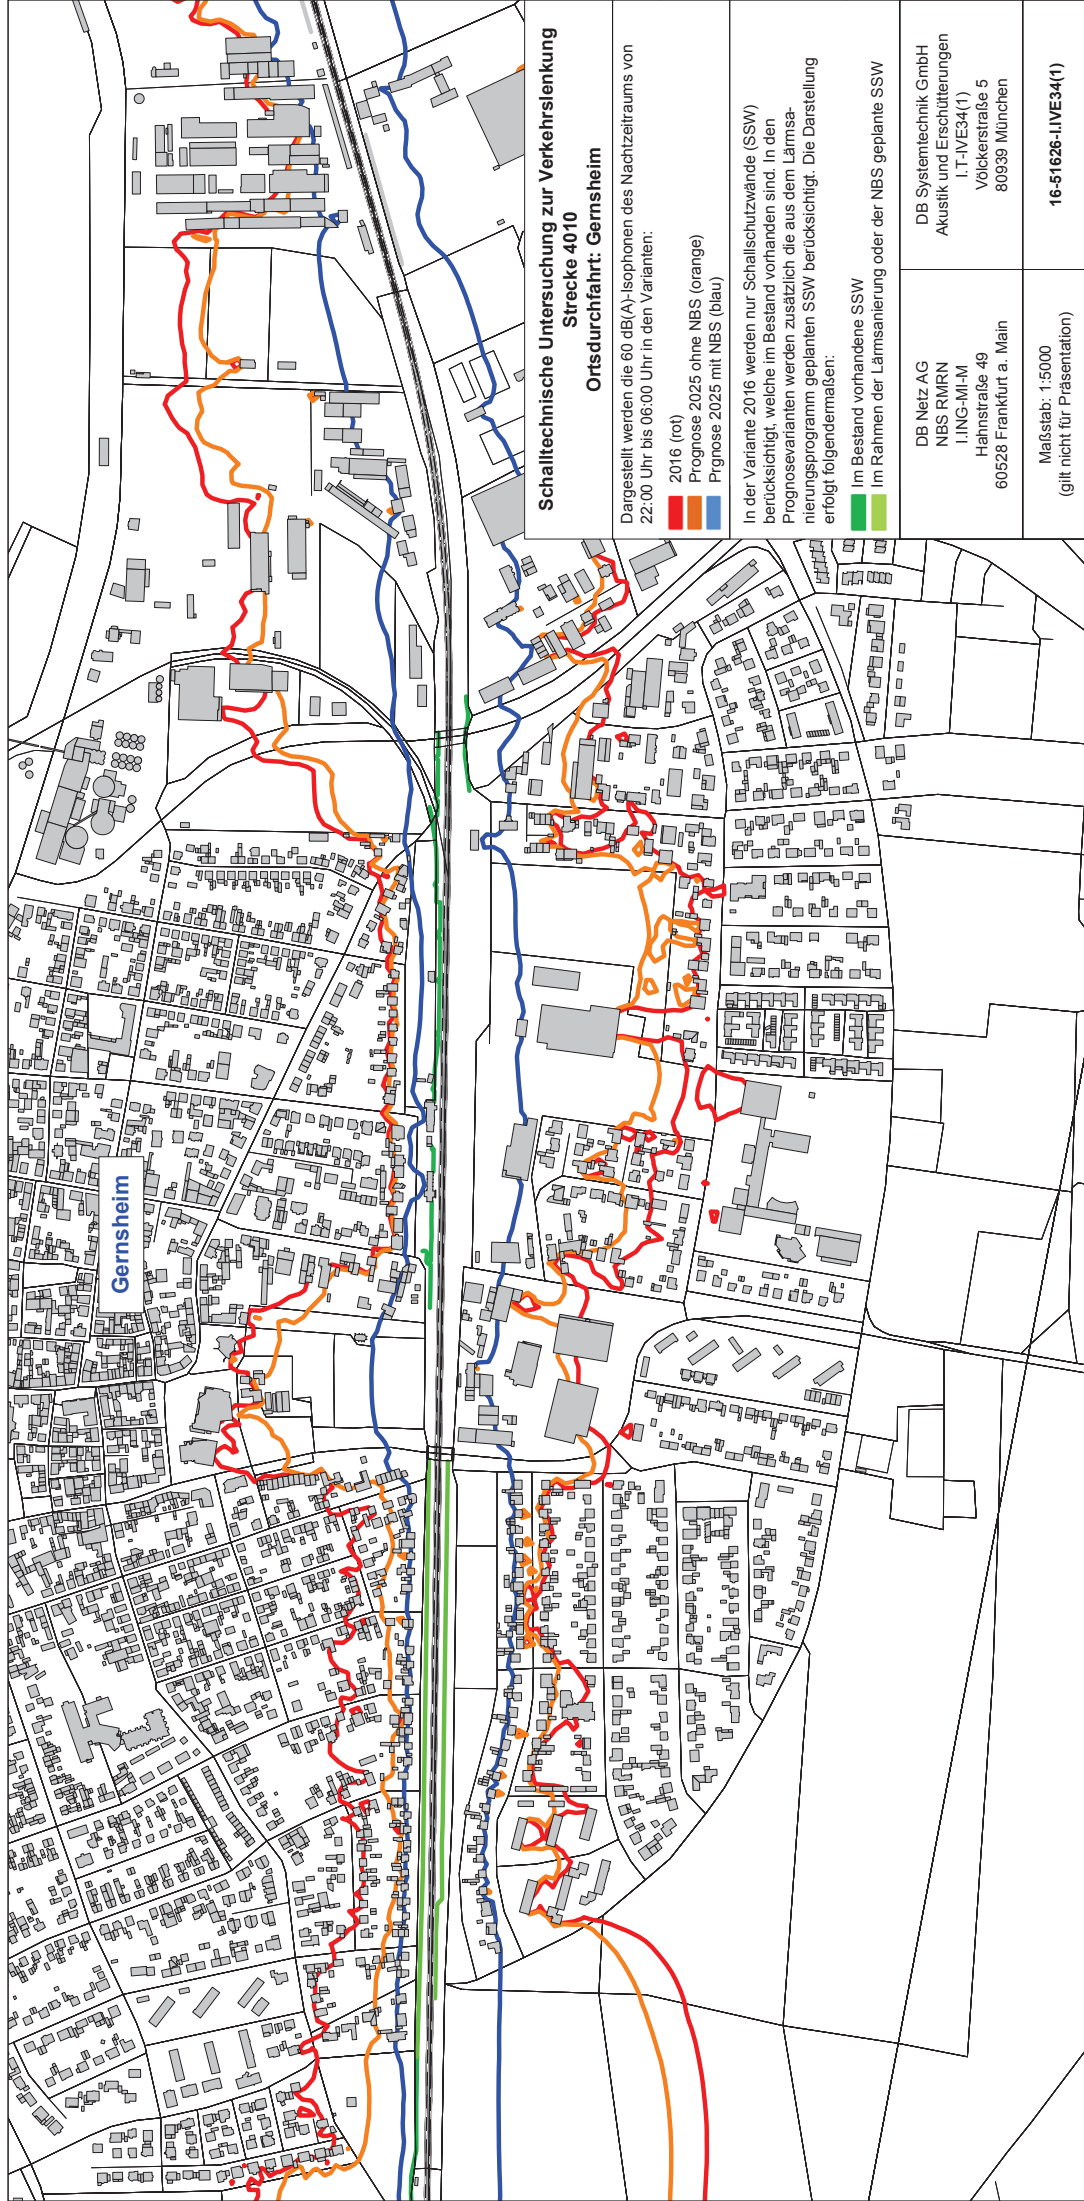 Gernsheim
Schalltechnische Untersuchung zur Verkehrslenkung
Strecke 4010
Ortsdurchfahrt: Gernsheim
Dargestellt werden die 60 dB(A)-Isophonen des Nachtzeitraums von
22:00 Uhr bis 06:00 Uhr in den Varianten:
2016 (rot)
Prognose 2025 ohne NBS (orange)
Prgnose 2025 mit NBS (blau)
In der Variante 2016 werden nur Schallschutzwände (SSW)
berücksichtigt, welche im Bestand vorhanden sind. In den
Prognosevarianten werden zusätzlich die aus dem Lärmsa-
nierungsprogramm geplanten SSW berücksichtigt. Die Darstellung
erfolgt folgendermaßen:
Im Bestand vorhandene SSW
Im Rahmen der Lärmsanierung oder der NBS geplante SSW
DB Netz AG
NBS RMRN
I.ING-MI-M
Hahnstraße 49
60528 Frankfurt a. Main
DB Systemtechnik GmbH
Akustik und Erschütterungen
I.T-IVE34(1)
Völckerstraße 5
80939 München
Maßstab: 1:5000
(gilt nicht für Präsentation)
16-51626-I.IVE34(1)